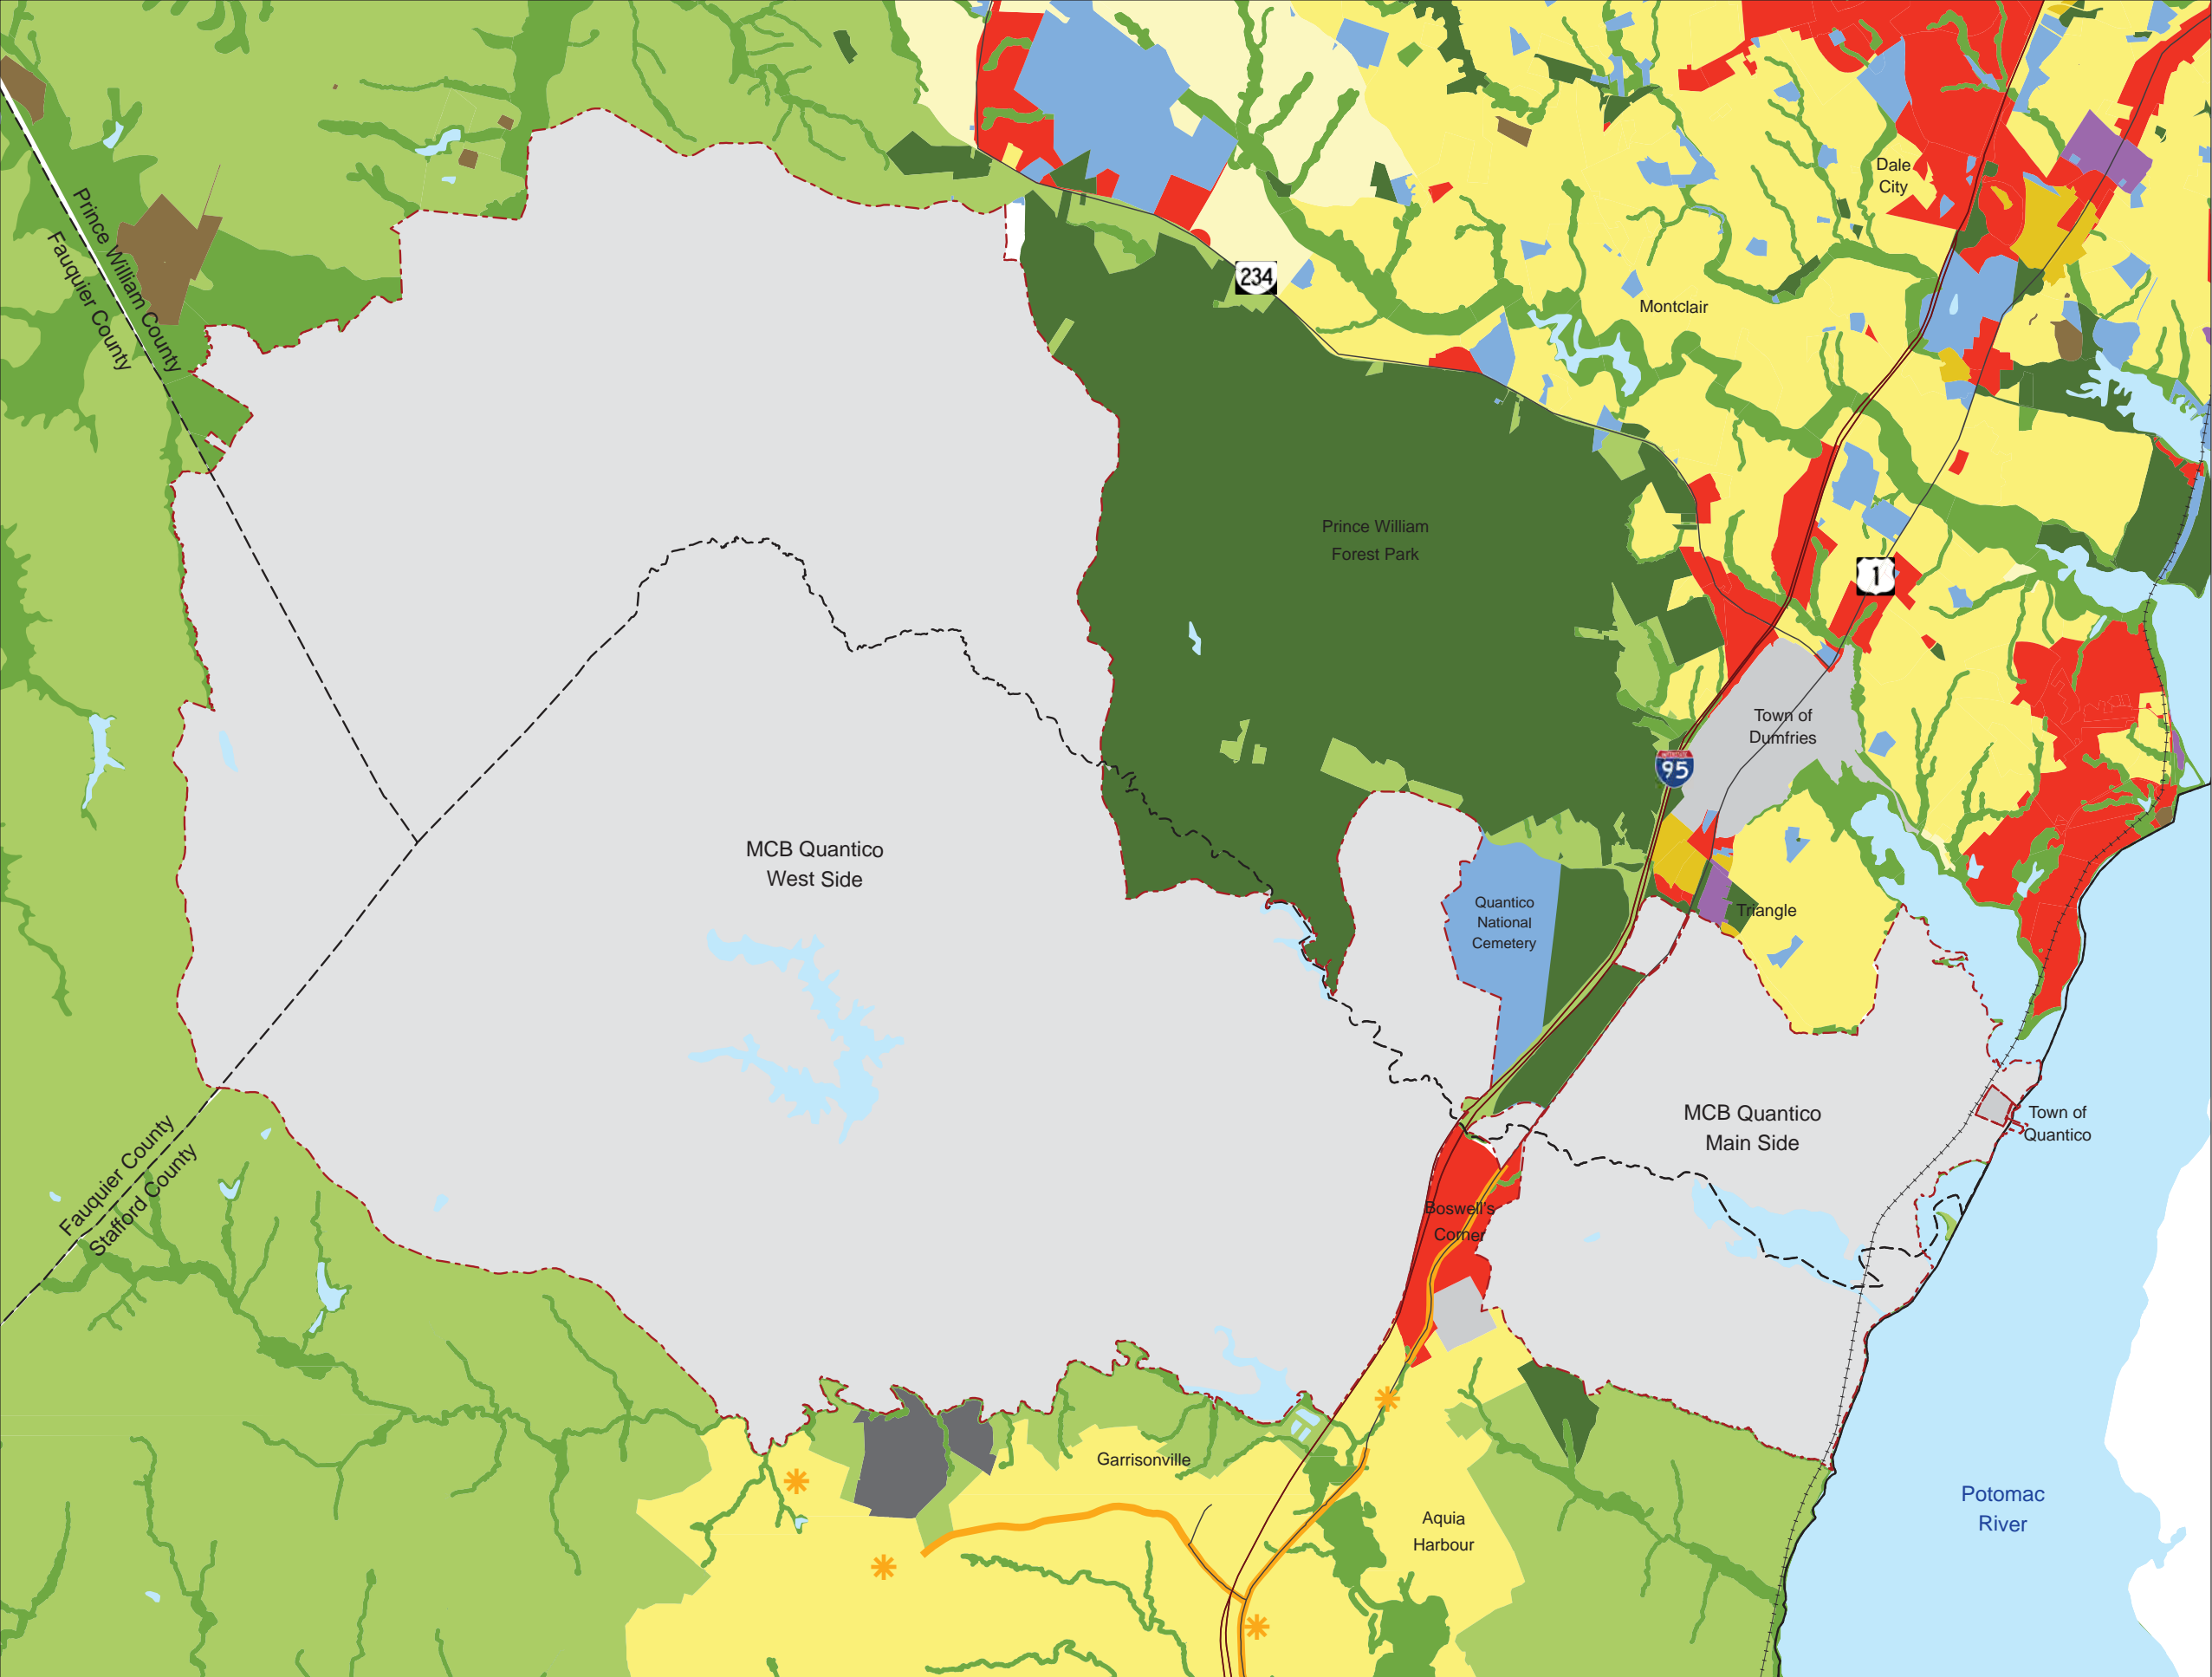 Dale
City
Prince William County
Fauquier County
234
Montclair
Prince William
Forest Park
1
Town of
Dumfries
95
MCB Quantico
West Side
Quantico
National
Cemetery
Triangle
MCB Quantico
Main Side
Town of
Quantico
Fauquier County
Stafford County
Boswell's
Corner
Garrisonville
Aquia
Harbour
Potomac
River